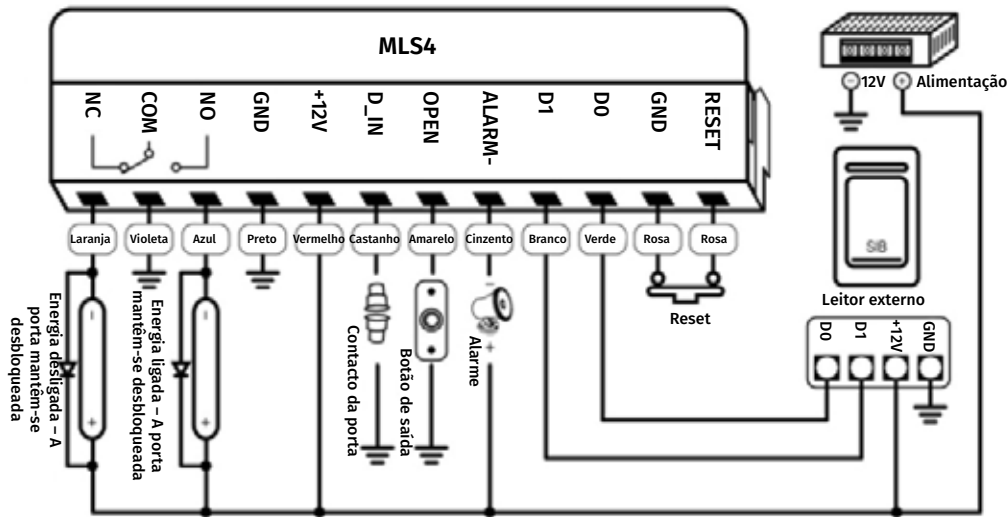 MLS4
NC
COM
NO
GND
+12V
D_IN
OPEN
ALARM-
D1
D0
GND
RESET
Laranja
Violeta
Azul
Preto
Vermelho
Castanho
Amarelo
Cinzento
Branco
Verde
Rosa
Rosa
- 12V + Alimentação
SIB
Leitor externo
D0
D1
+12V
GND
Reset
Energia desligada – A
porta mantêm-se
desbloqueada
-
+
Energia ligada – A porta
mantêm-se desbloqueada
-
+
Contacto da porta
Botão de saída
-
Alarme
+